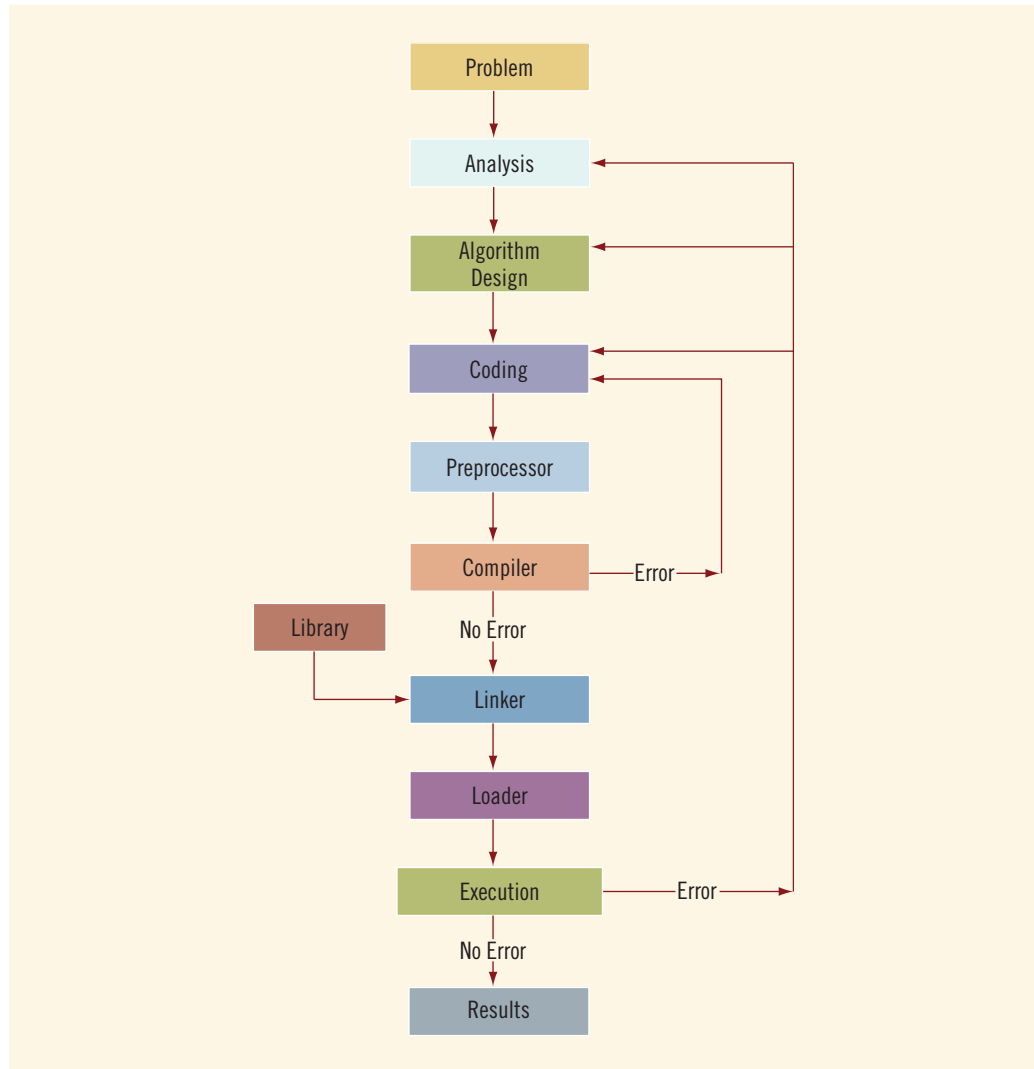 Problem
Analysis
Algorithm
Design
Coding
Preprocessor
Compiler
Error
No Error
Library
Linker
Loader
Execution
Error
No Error
Results